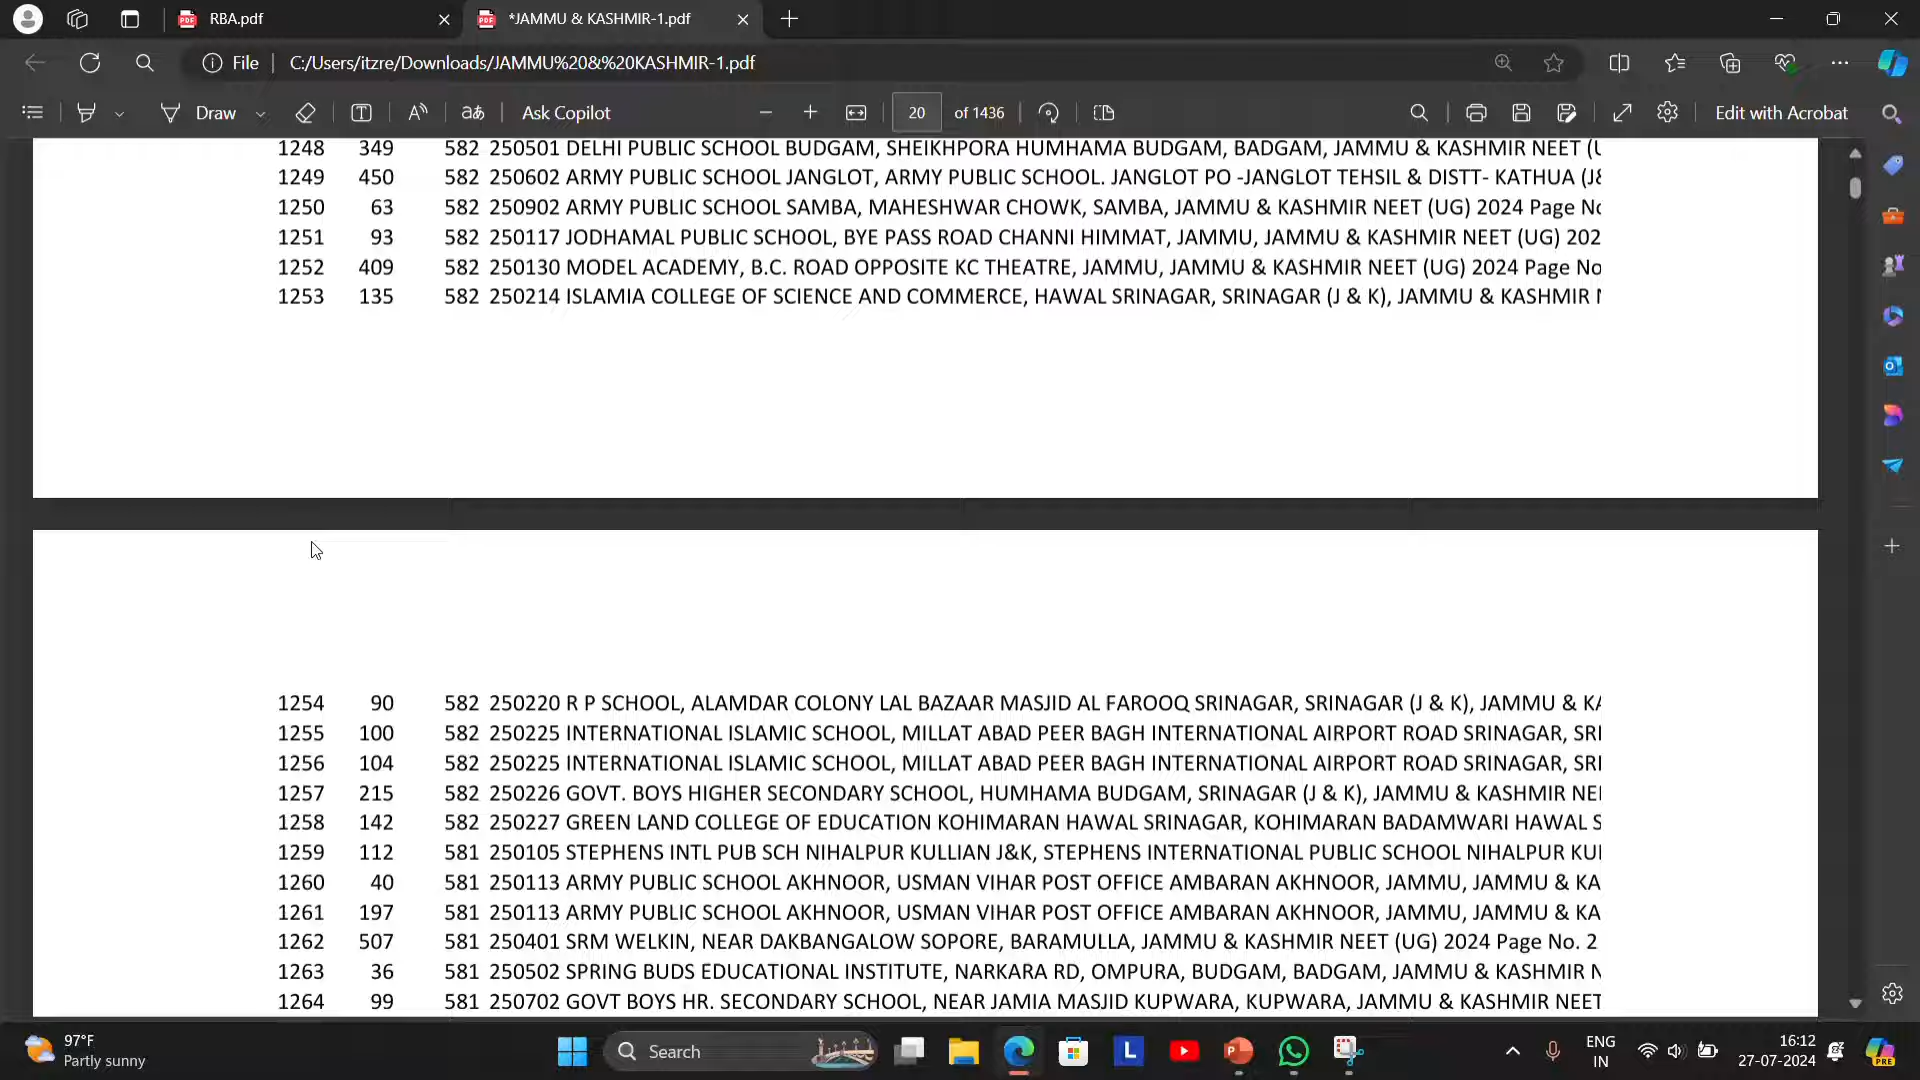 RBA.pdf
*JAMMU & KASHMIR-1.pdf
File
C:/Users/itzre/Downloads/JAMMU%20&%20KASHMIR-1.pdf
Draw
Ask Copilot
20 of 1436
Edit with Acrobat
1248 349 582 250501 DELHI PUBLIC SCHOOL BUDGAM, SHEIKHPORA HUMHAMA BUDGAM, BADGAM, JAMMU & KASHMIR NEET (U
1249 450 582 250602 ARMY PUBLIC SCHOOL JANGLOT, ARMY PUBLIC SCHOOL. JANGLOT PO -JANGLOT TEHSIL & DISTT- KATHUA (J&
1250 63 582 250902 ARMY PUBLIC SCHOOL SAMBA, MAHESHWAR CHOWK, SAMBA, JAMMU & KASHMIR NEET (UG) 2024 Page No
1251 93 582 250117 JODHAMAL PUBLIC SCHOOL, BYE PASS ROAD CHANNI HIMMAT, JAMMU, JAMMU & KASHMIR NEET (UG) 202
1252 409 582 250130 MODEL ACADEMY, B.C. ROAD OPPOSITE KC THEATRE, JAMMU, JAMMU & KASHMIR NEET (UG) 2024 Page No
1253 135 582 250214 ISLAMIA COLLEGE OF SCIENCE AND COMMERCE, HAWAL SRINAGAR, SRINAGAR (J & K), JAMMU & KASHMIR N
1254 90 582 250220 R P SCHOOL, ALAMDAR COLONY LAL BAZAAR MASJID AL FAROOQ SRINAGAR, SRINAGAR (J & K), JAMMU & KA
1255 100 582 250225 INTERNATIONAL ISLAMIC SCHOOL, MILLAT ABAD PEER BAGH INTERNATIONAL AIRPORT ROAD SRINAGAR, SRI
1256 104 582 250225 INTERNATIONAL ISLAMIC SCHOOL, MILLAT ABAD PEER BAGH INTERNATIONAL AIRPORT ROAD SRINAGAR, SRI
1257 215 582 250226 GOVT. BOYS HIGHER SECONDARY SCHOOL, HUMHAMA BUDGAM, SRINAGAR (J & K), JAMMU & KASHMIR NEI
1258 142 582 250227 GREEN LAND COLLEGE OF EDUCATION KOHIMARAN HAWAL SRINAGAR, KOHIMARAN BADAMWARI HAWAL S
1259 112 581 250105 STEPHENS INTL PUB SCH NIHALPUR KULLIAN J&K, STEPHENS INTERNATIONAL PUBLIC SCHOOL NIHALPUR KUI
1260 40 581 250113 ARMY PUBLIC SCHOOL AKHNOOR, USMAN VIHAR POST OFFICE AMBARAN AKHNOOR, JAMMU, JAMMU & KA
1261 197 581 250113 ARMY PUBLIC SCHOOL AKHNOOR, USMAN VIHAR POST OFFICE AMBARAN AKHNOOR, JAMMU, JAMMU & KA
1262 507 581 250401 SRM WELKIN, NEAR DAKBANGALOW SOPORE, BARAMULLA, JAMMU & KASHMIR NEET (UG) 2024 Page No. 2
1263 36 581 250502 SPRING BUDS EDUCATIONAL INSTITUTE, NARKARA RD, OMPURA, BUDGAM, BADGAM, JAMMU & KASHMIR N
1264 99 581 250702 GOVT BOYS HR. SECONDARY SCHOOL, NEAR JAMIA MASJID KUPWARA, KUPWARA, JAMMU & KASHMIR NEET
97°F
Partly sunny
Search
ENG
IN
16:12
27-07-2024